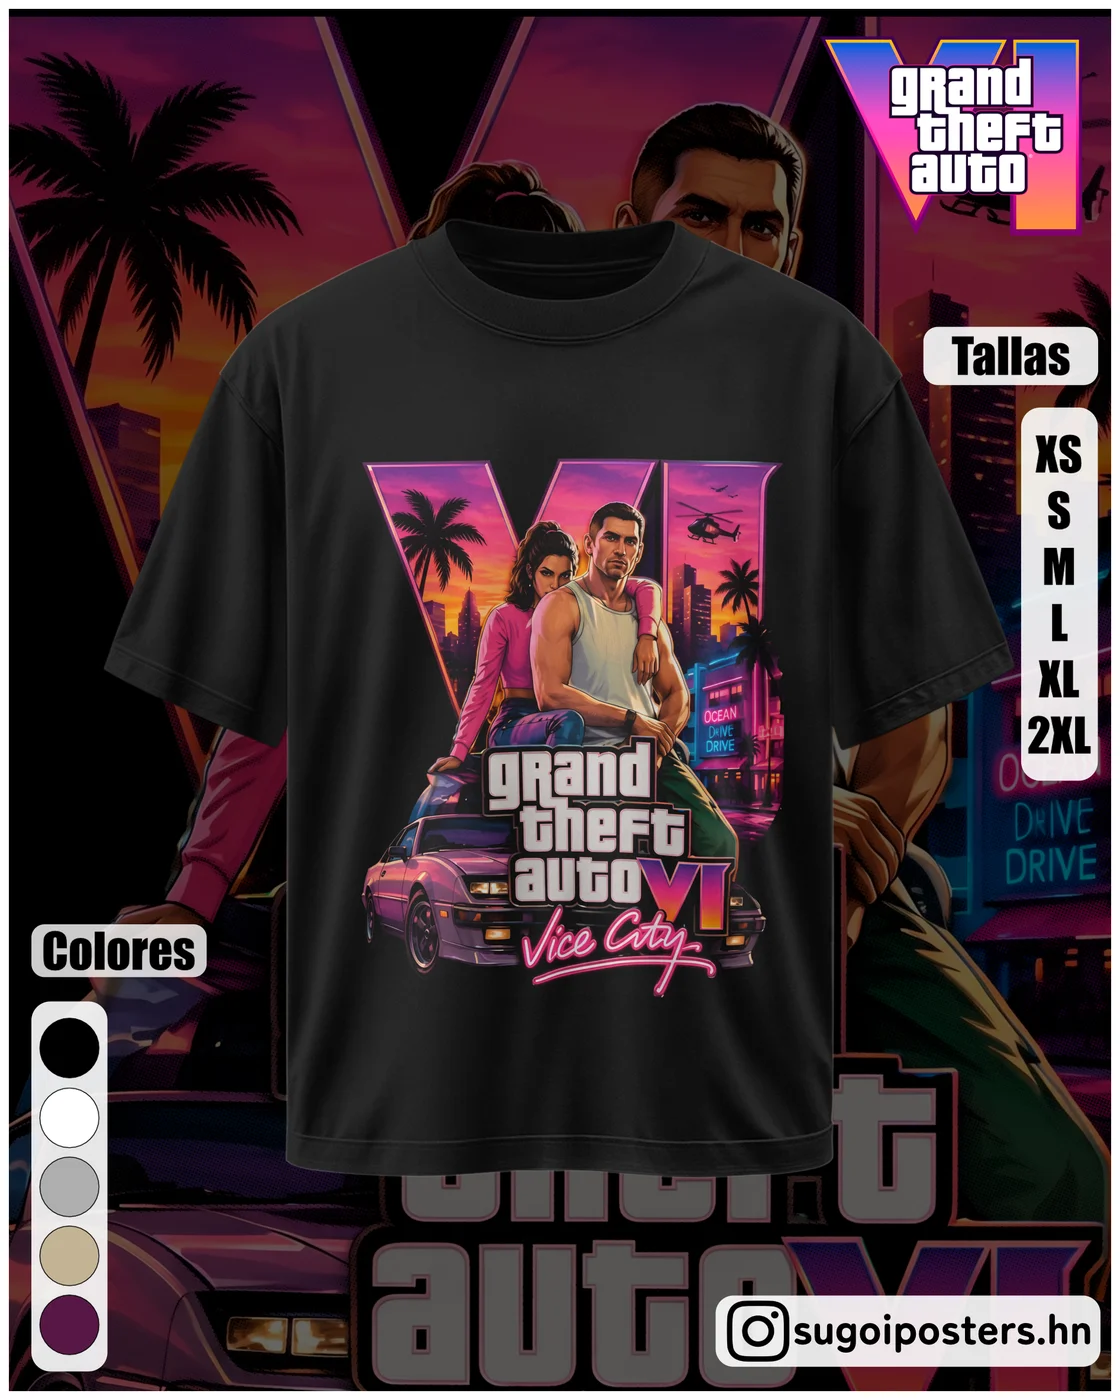 grand
theft
auto
Tallas
XS
S
M
L
XL
2XL
OCEAN
DRIVE
DRIVE
grand
theft
auto VI
Vice City
DRIVE
DRIVE
Colores
theft
auto VI
sugoiposters.hn